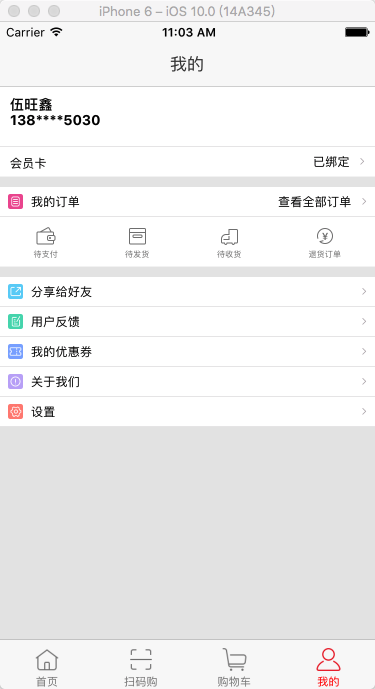 iPhone 6 – iOS 10.0 (14A345)
Carrier 11:03 AM
我的
伍旺鑫
138****5030
会员卡 已绑定
我的订单 查看全部订单
待支付 待发货 待收货 退货订单
分享给好友
用户反馈
我的优惠券
关于我们
设置
首页 扫码购 购物车 我的